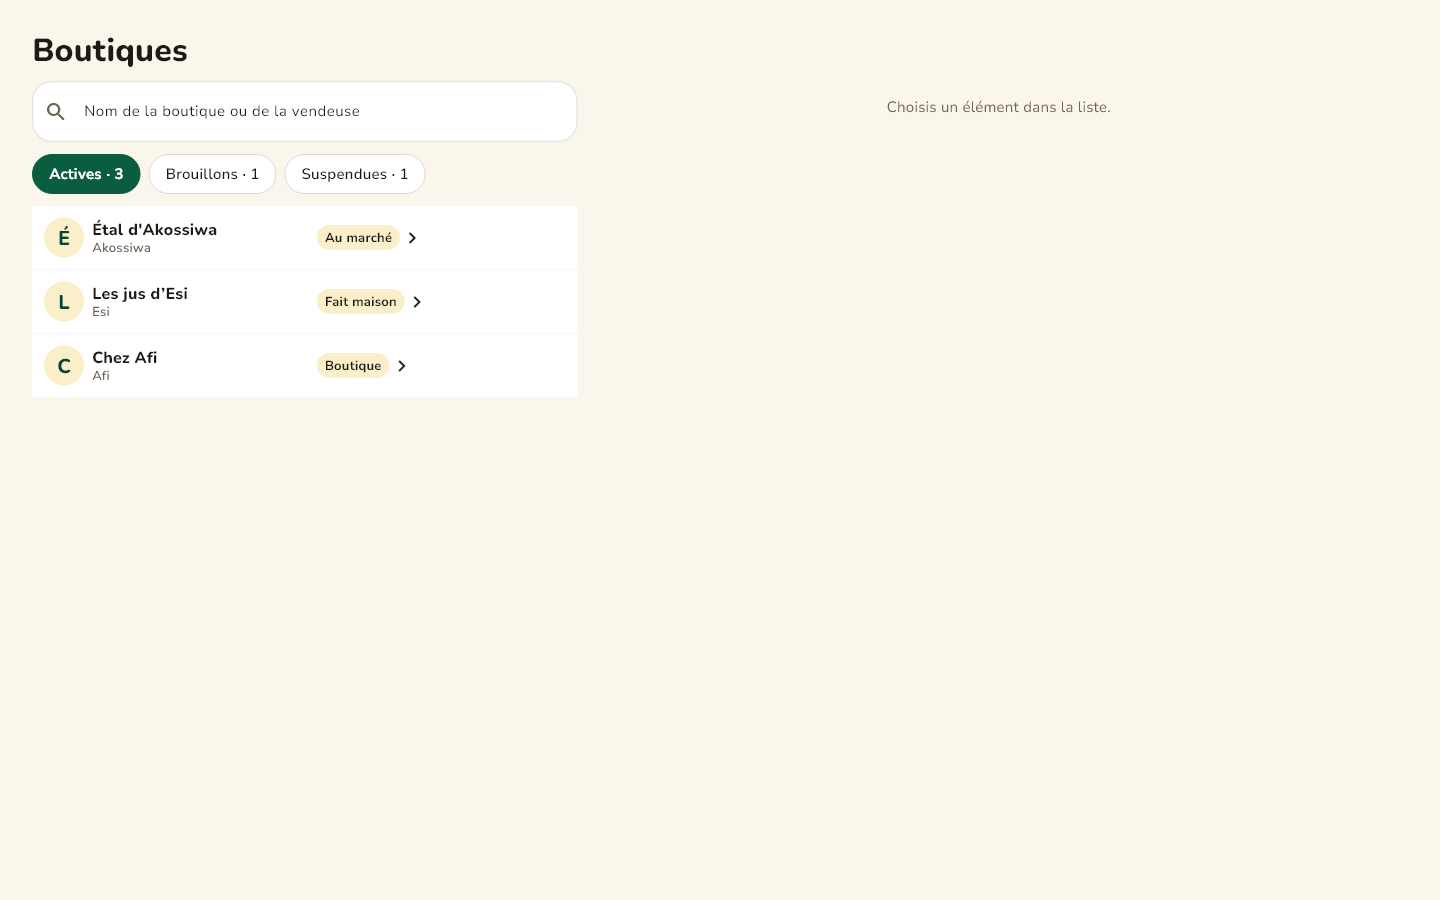 Boutiques
Nom de la boutique ou de la vendeuse
Choisis un élément dans la liste.
Actives · 3
Brouillons · 1
Suspendues · 1
É
Étal d'Akossiwa
Akossiwa
Au marché
L
Les jus d’Esi
Esi
Fait maison
C
Chez Afi
Afi
Boutique